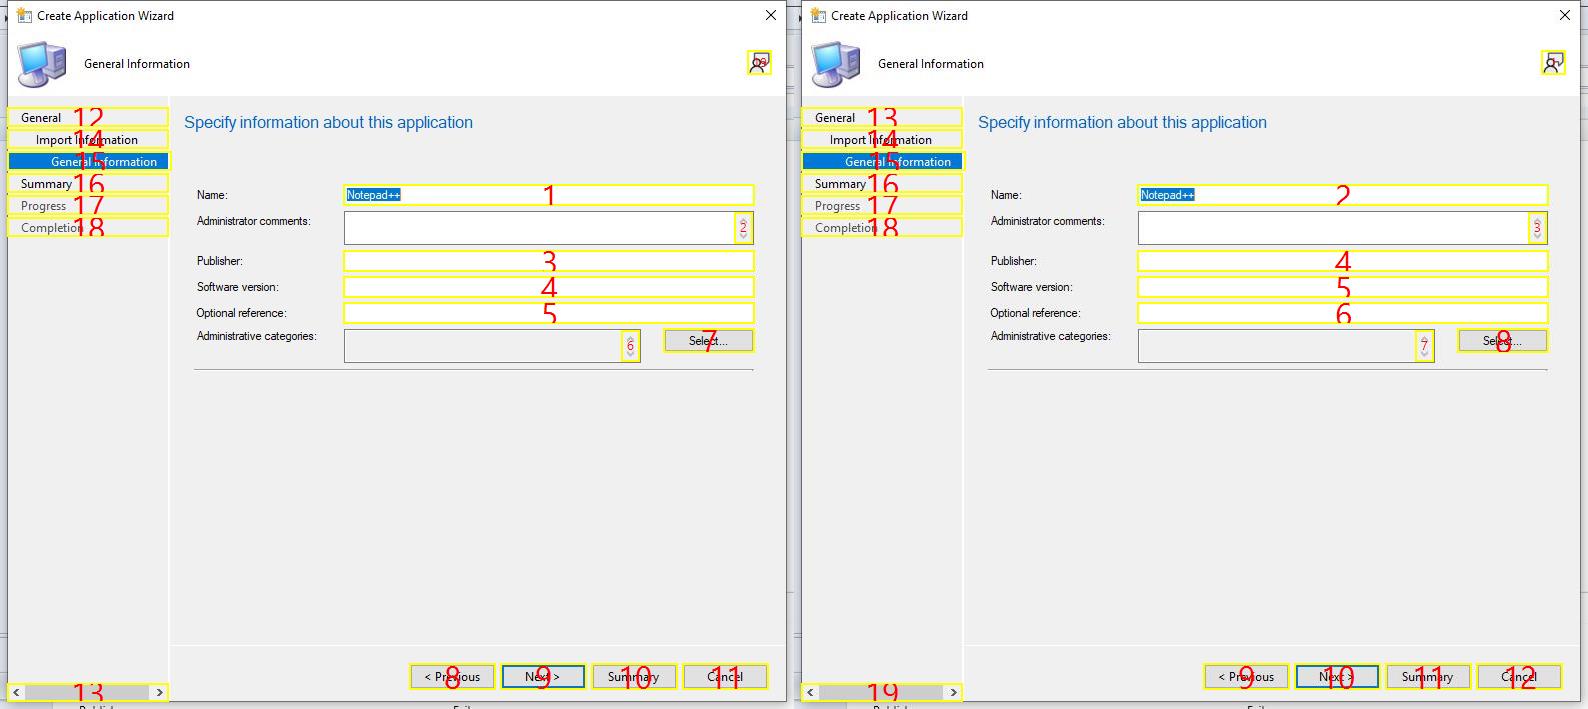 Create Application Wizard
General Information
19
General 12
Import Information 14
General Information 15
Summary 16
Progress 17
Completion 18
< 13 >
Specify information about this application
Name: Notepad++ 1
Administrator comments: 2
Publisher: 3
Software version: 4
Optional reference: 5
Administrative categories: 6
Select... 7
< Previous 8
Next > 9
Summary 10
Cancel 11
Create Application Wizard
General Information
General 13
Import Information 14
General Information 15
Summary 16
Progress 17
Completion 18
< 19 >
Specify information about this application
Name: Notepad++ 2
Administrator comments: 3
Publisher: 4
Software version: 5
Optional reference: 6
Administrative categories: 7
Select... 8
< Previous 9
Next > 10
Summary 11
Cancel 12